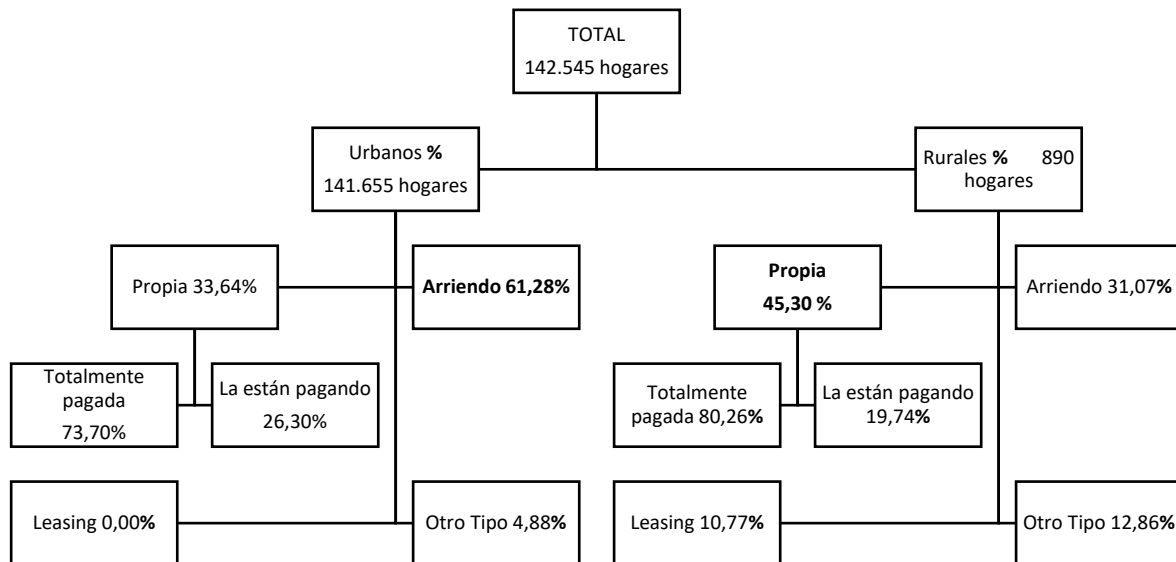 TOTAL
142.545 hogares
Urbanos %
141.655 hogares
Rurales % 890
hogares
Propia 33,64%
Arriendo 61,28%
Propia
45,30 %
Arriendo 31,07%
Totalmente
pagada
73,70%
La están pagando
26,30%
Totalmente
pagada 80,26%
La están pagando
19,74%
Leasing 0,00%
Otro Tipo 4,88%
Leasing 10,77%
Otro Tipo 12,86%